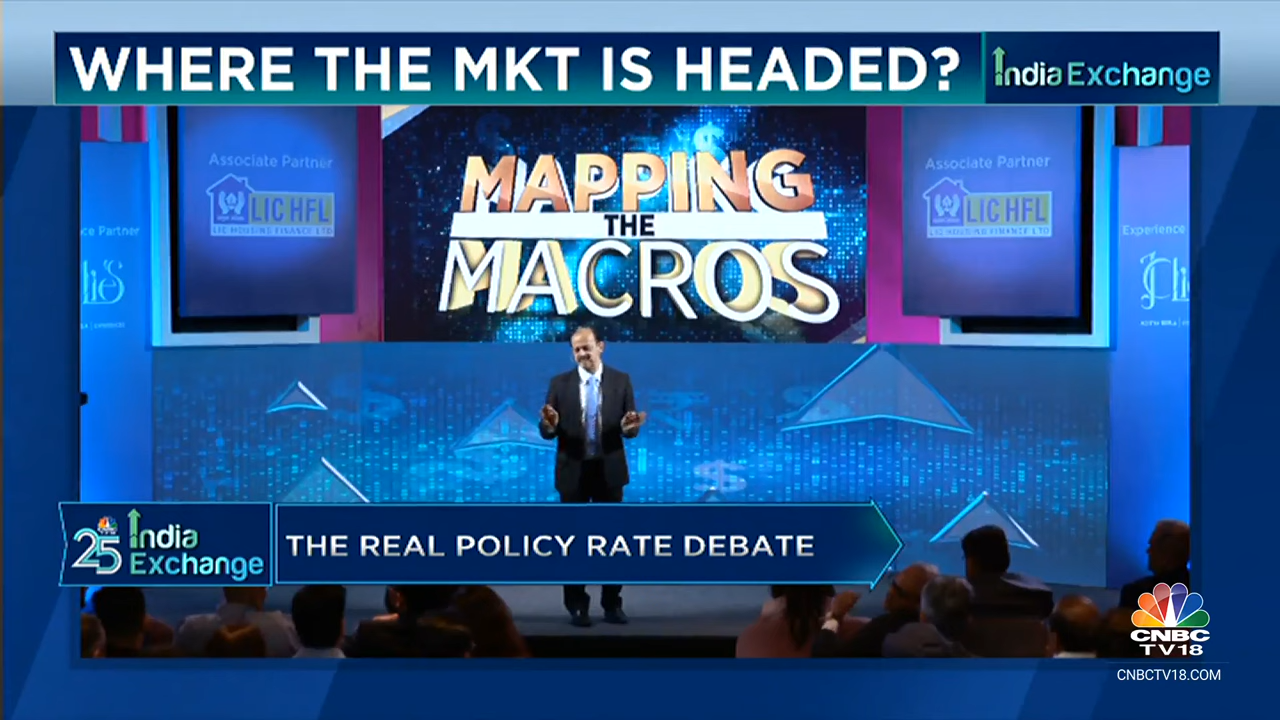 WHERE THE MKT IS HEADED?
India Exchange
Associate Partner
LIC HFL
LIC HOUSING FINANCE LTD
MAPPING
THE
MACROS
Associate Partner
LIC HFL
LIC HOUSING FINANCE LTD
ce Partner
Experience
25
India
Exchange
THE REAL POLICY RATE DEBATE
CNBC
TV18
CNBCTV18.COM